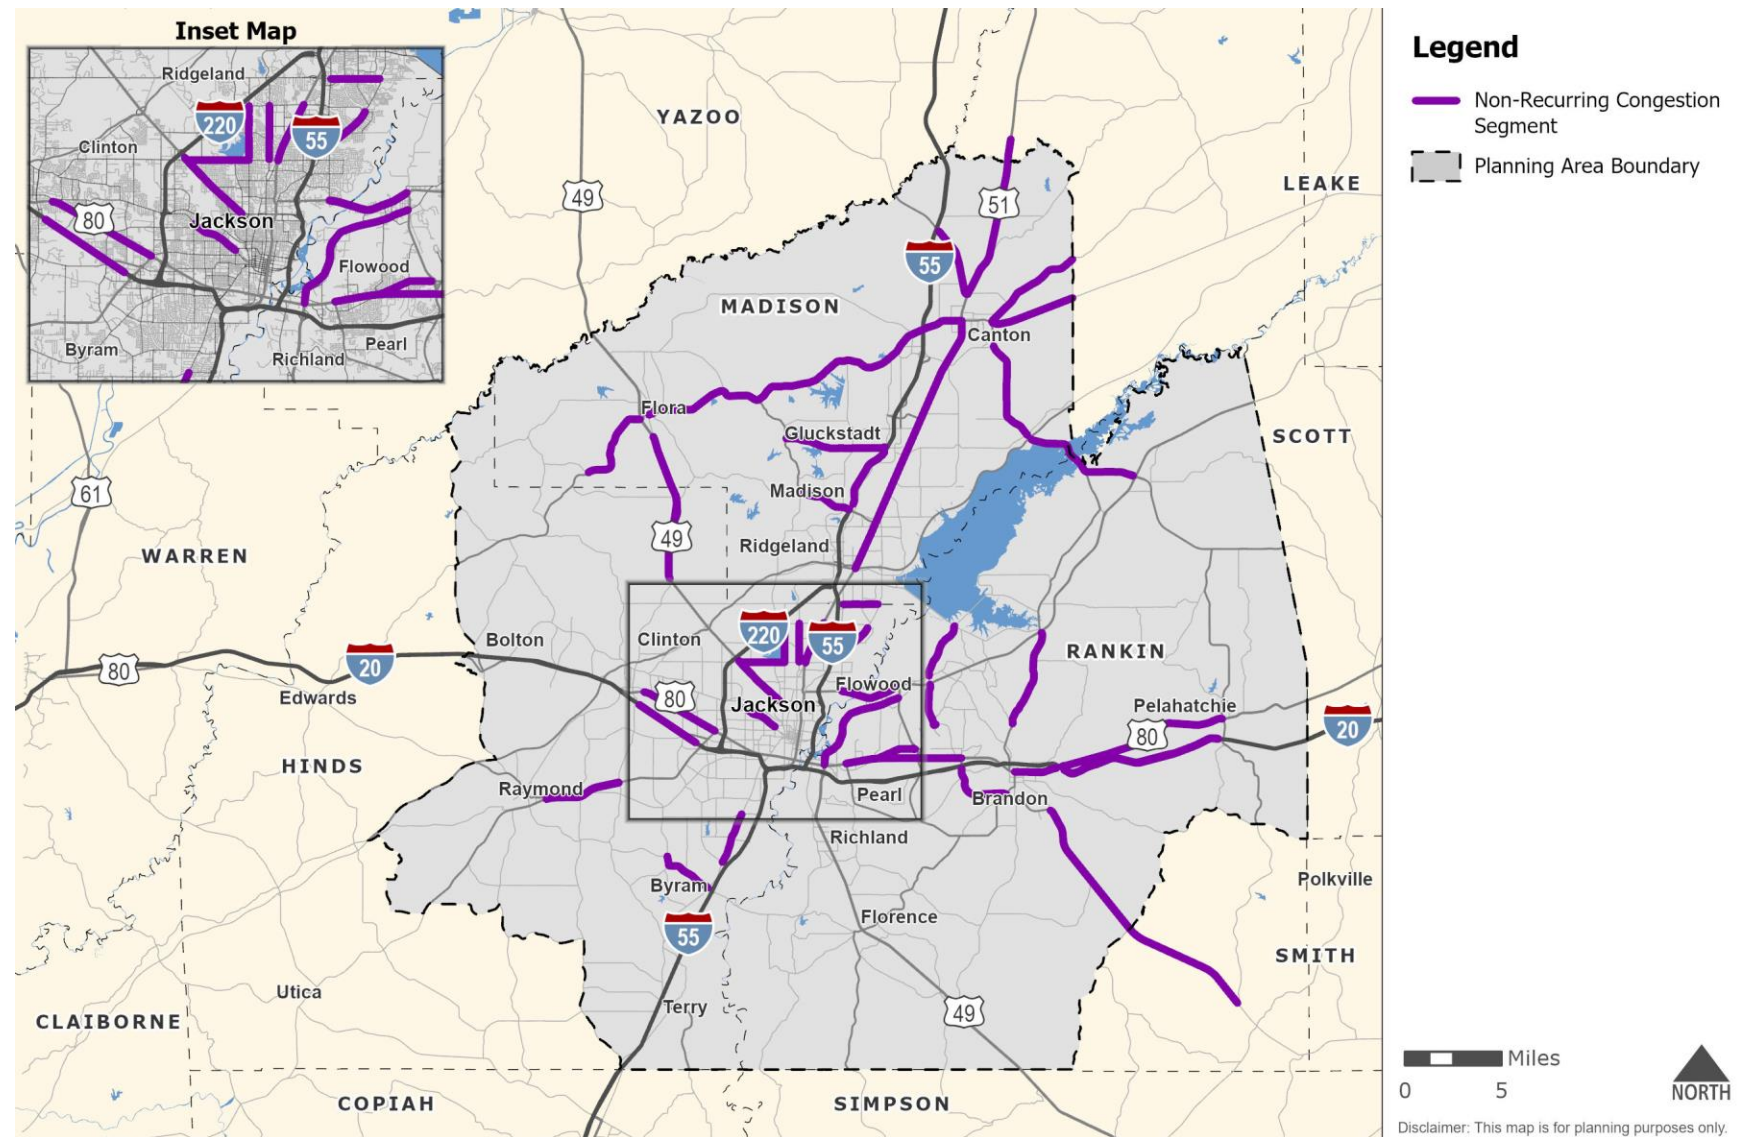 Inset Map
Ridgeland
220
55
Clinton
80
Jackson
Flowood
Byram
Richland
Pearl
Legend
Non-Recurring Congestion
Segment
Planning Area Boundary
YAZOO
LEAKE
49
51
55
MADISON
Canton
Flora
Gluckstadt
SCOTT
61
Madison
49
Ridgeland
WARREN
Bolton
Clinton
220
55
RANKIN
80
20
Edwards
Flowood
80
Jackson
Pelahatchie
80
20
HINDS
Raymond
Pearl
Brandon
Richland
Byram
Polkville
Florence
55
SMITH
Utica
Terry
49
CLAIBORNE
COPIAH
SIMPSON
Miles
0 5
NORTH
Disclaimer: This map is for planning purposes only.